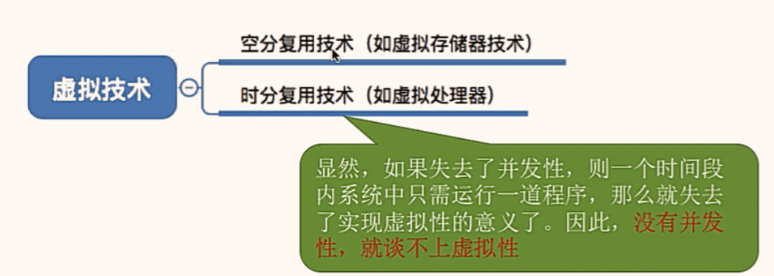 虚拟技术
空分复用技术（如虚拟存储器技术）
时分复用技术（如虚拟处理器）
显然，如果失去了并发性，则一个时间段
内系统中只需运行一道程序，那么就失去
了实现虚拟性的意义了。因此，没有并发
性，就谈不上虚拟性